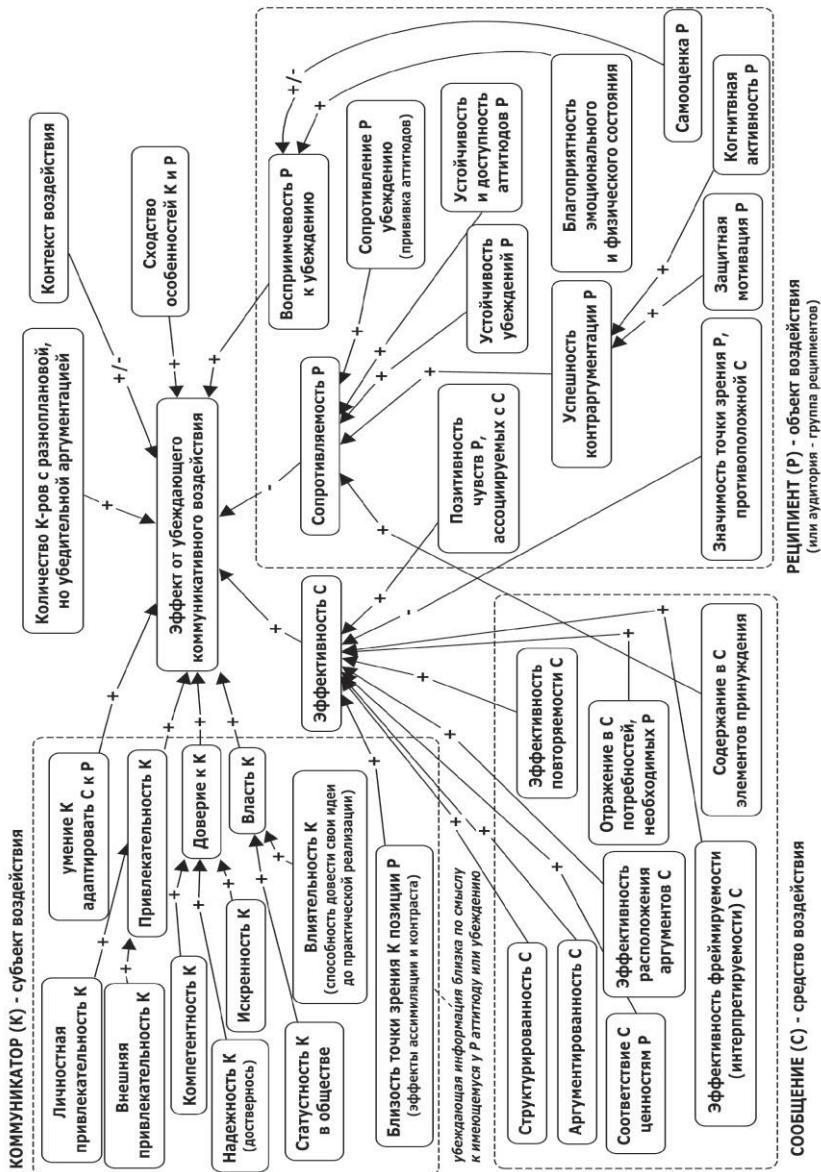 КОММУНИКАТОР (К) - субъект воздействия
Личностная
привлекательность К
Внешняя
привлекательность К
Компетентность К
Надежность К
(доствернось)
Статустность К
в обществе
умение К
адаптировать С к Р
Привлекательность К
Доверие к К
Власть К
Искренность К
Влиятельность К
(способность довести свои идеи
до практической реализации)
Близость точки зрения К позиции Р
(эффекты ассимиляции и контраста)
убеждающая информация близка по смыслу
к имеющемуся у Р аттитюду или убеждению
+
+
+
+
+
+
+
+
+
+
+
+
Количество К-ров с разноплановой,
но убедительной аргументацией
+
Контекст воздействия
+/-
Сходство
особенностей К и Р
+
Эффект от убеждающего
коммуникативного воздействия
+
-
+
Эффективность С
Сопротивляемость Р
Восприимчевость Р
к убеждению
+/-
+
Сопротивление Р
убеждению
(прививка аттитюдов)
+
Устойчивость
и доступность
аттитюдов Р
+
Устойчивость
убеждений Р
+
+
Позитивность
чувств Р,
ассоциируемых с С
+
Успешность
контраргументации Р
Благоприятность
эмоционального
и физического состояния
Самооценка Р
Когнитвная
активность Р
+
Защитная
мотивация Р
+
Значимость точки зрения Р,
противоположной С
-
РЕЦИПИЕНТ (Р) - объект воздействия
(или аудитория - группа реципиентов)
Структурированность С
+
Аргументированность С
+
Соответствие С
ценностям Р
+
Эффективность
расположения
аргументов С
+
Эффективность
повторяемости С
+
Отражение в С
потребностей,
необходимых Р
+
Эффективность фреймируемости
(интерпретируемости) С
+
Содержание в С
элементов принуждения
+
СООБЩЕНИЕ (С) - средство воздействия